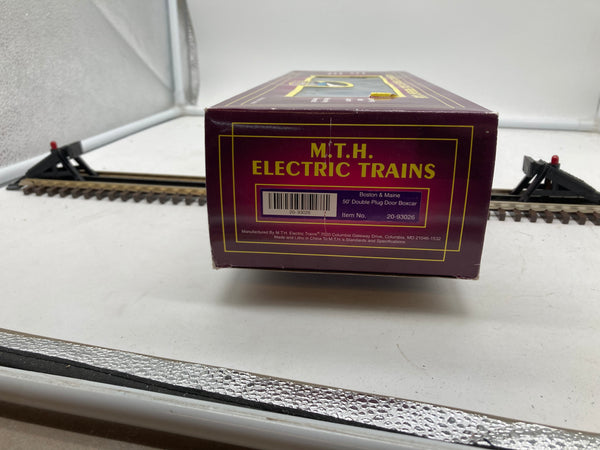 M.T.H.
ELECTRIC TRAINS
Boston & Maine
50' Double Plug Door Boxcar
20-93026
Item No. 20-93026
Manufactured By M.T.H. Electric Trains® 7020 Columbia Gateway Drive, Columbia, MD 21046-1532
Made and Litho in China To M.T.H.'s Standards and Specifications